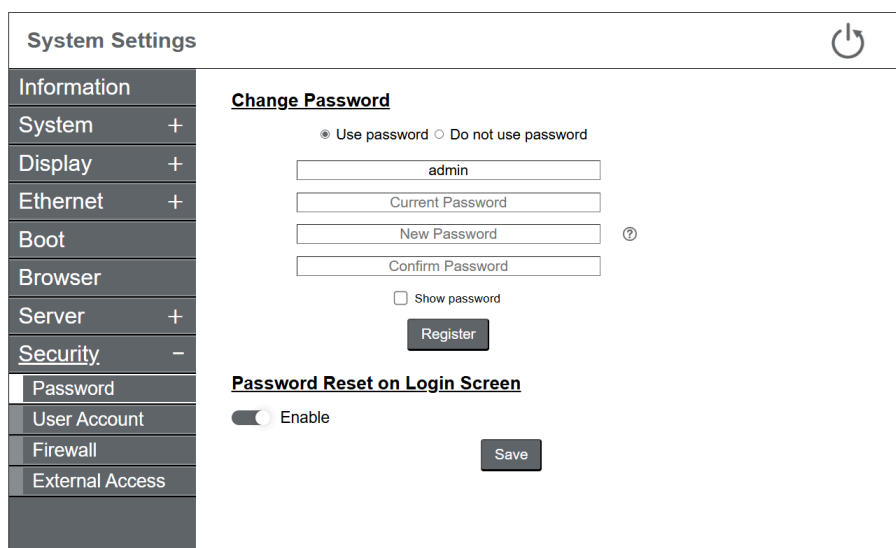 System Settings
Information
System +
Display +
Ethernet +
Boot
Browser
Server +
Security −
Password
User Account
Firewall
External Access
Change Password
Use password Do not use password
admin
Current Password
New Password ?
Confirm Password
Show password
Register
Password Reset on Login Screen
Enable
Save